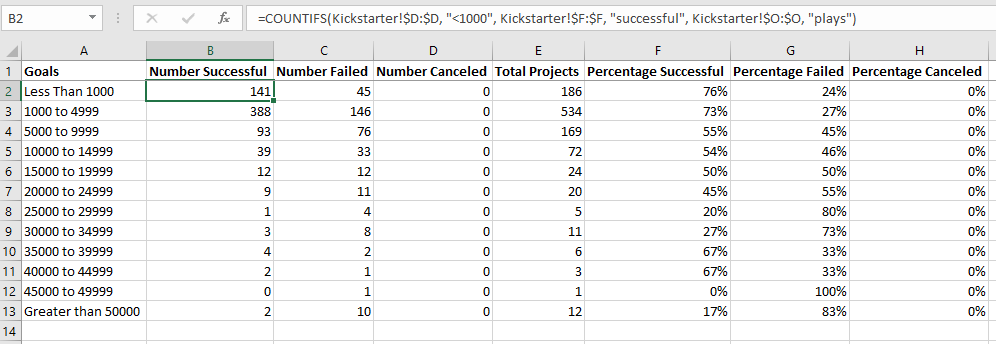 B2 fx =COUNTIFS(Kickstarter!$D:$D, "<1000", Kickstarter!$F:$F, "successful", Kickstarter!$O:$O, "plays")
A B C D E F G H
1 Goals Number Successful Number Failed Number Canceled Total Projects Percentage Successful Percentage Failed Percentage Canceled
2 Less Than 1000 141 45 0 186 76% 24% 0%
3 1000 to 4999 388 146 0 534 73% 27% 0%
4 5000 to 9999 93 76 0 169 55% 45% 0%
5 10000 to 14999 39 33 0 72 54% 46% 0%
6 15000 to 19999 12 12 0 24 50% 50% 0%
7 20000 to 24999 9 11 0 20 45% 55% 0%
8 25000 to 29999 1 4 0 5 20% 80% 0%
9 30000 to 34999 3 8 0 11 27% 73% 0%
10 35000 to 39999 4 2 0 6 67% 33% 0%
11 40000 to 44999 2 1 0 3 67% 33% 0%
12 45000 to 49999 0 1 0 1 0% 100% 0%
13 Greater than 50000 2 10 0 12 17% 83% 0%
14